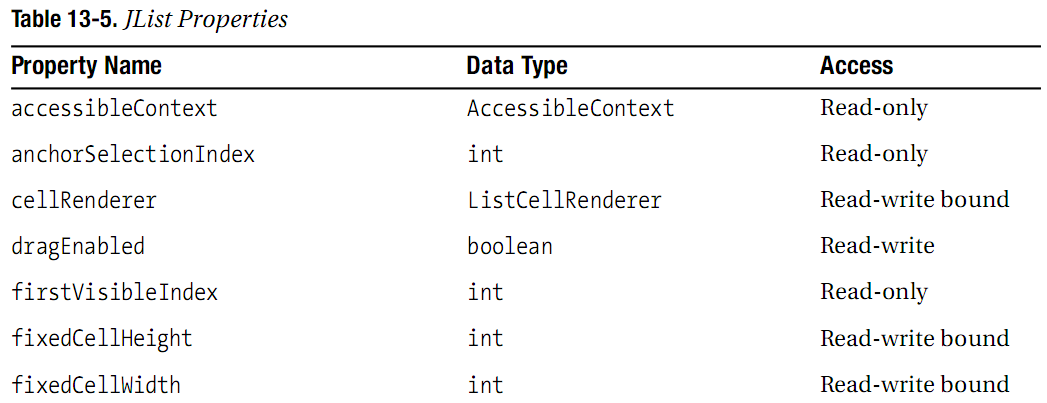 Table 13-5. JList Properties
Property Name Data Type Access
accessibleContext AccessibleContext Read-only
anchorSelectionIndex int Read-only
cellRenderer ListCellRenderer Read-write bound
dragEnabled boolean Read-write
firstVisibleIndex int Read-only
fixedCellHeight int Read-write bound
fixedCellWidth int Read-write bound